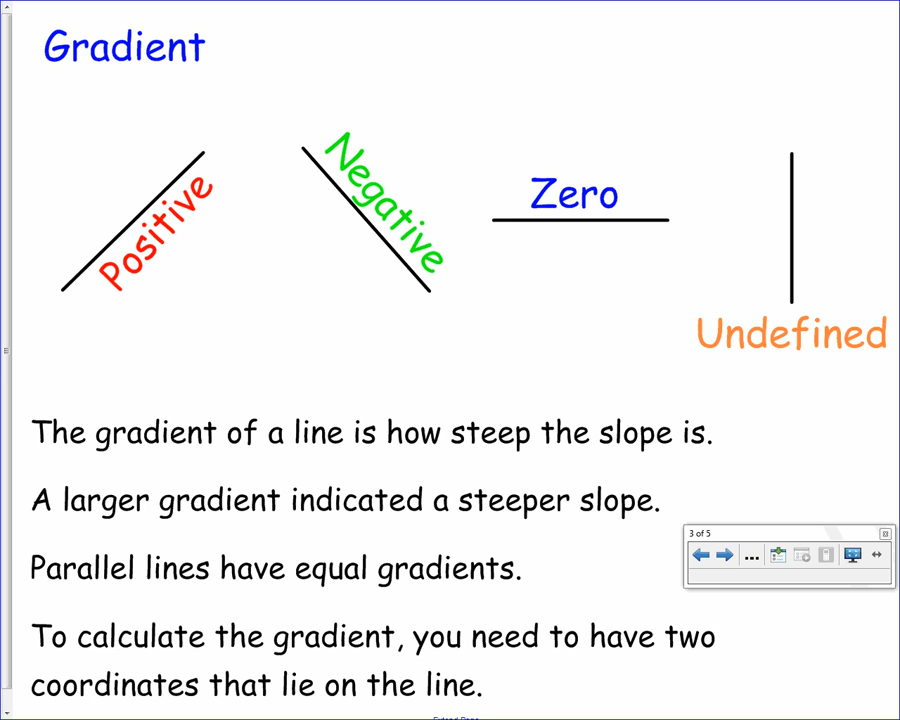 Gradient
Positive
Negative
Zero
Undefined
The gradient of a line is how steep the slope is.
A larger gradient indicated a steeper slope.
3 of 5
Parallel lines have equal gradients.
To calculate the gradient, you need to have two
coordinates that lie on the line.